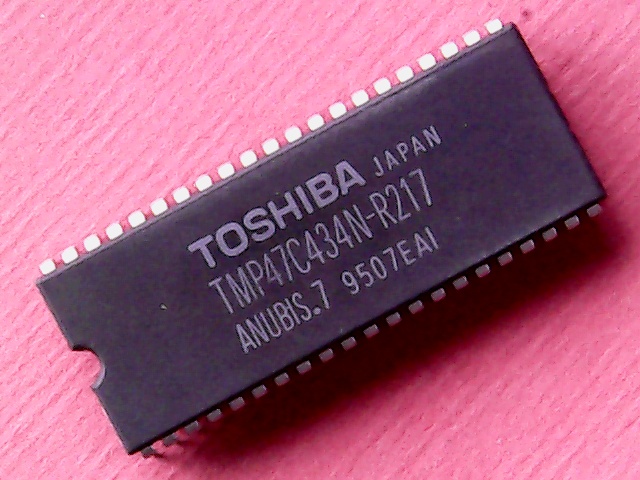 TOSHIBA JAPAN
TMP47C434N-R217
ANUBIS.7 9507EAI